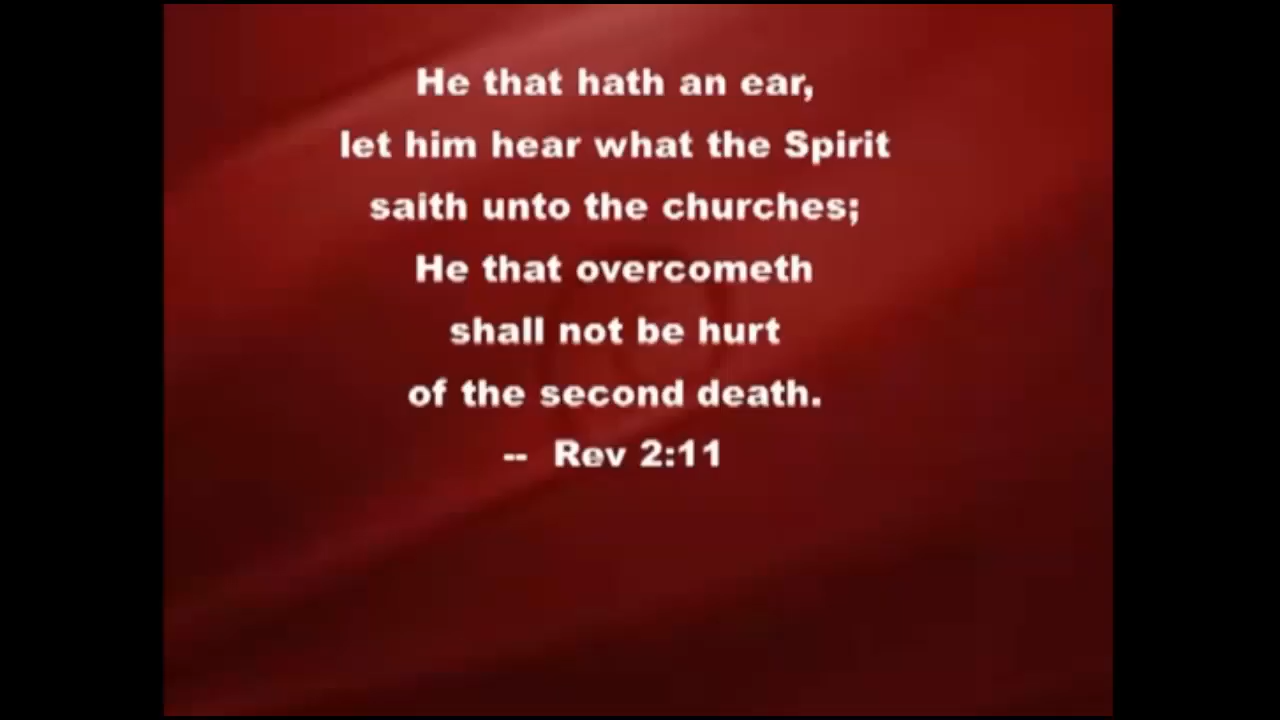 He that hath an ear,
let him hear what the Spirit
saith unto the churches;
He that overcometh
shall not be hurt
of the second death.
-- Rev 2:11